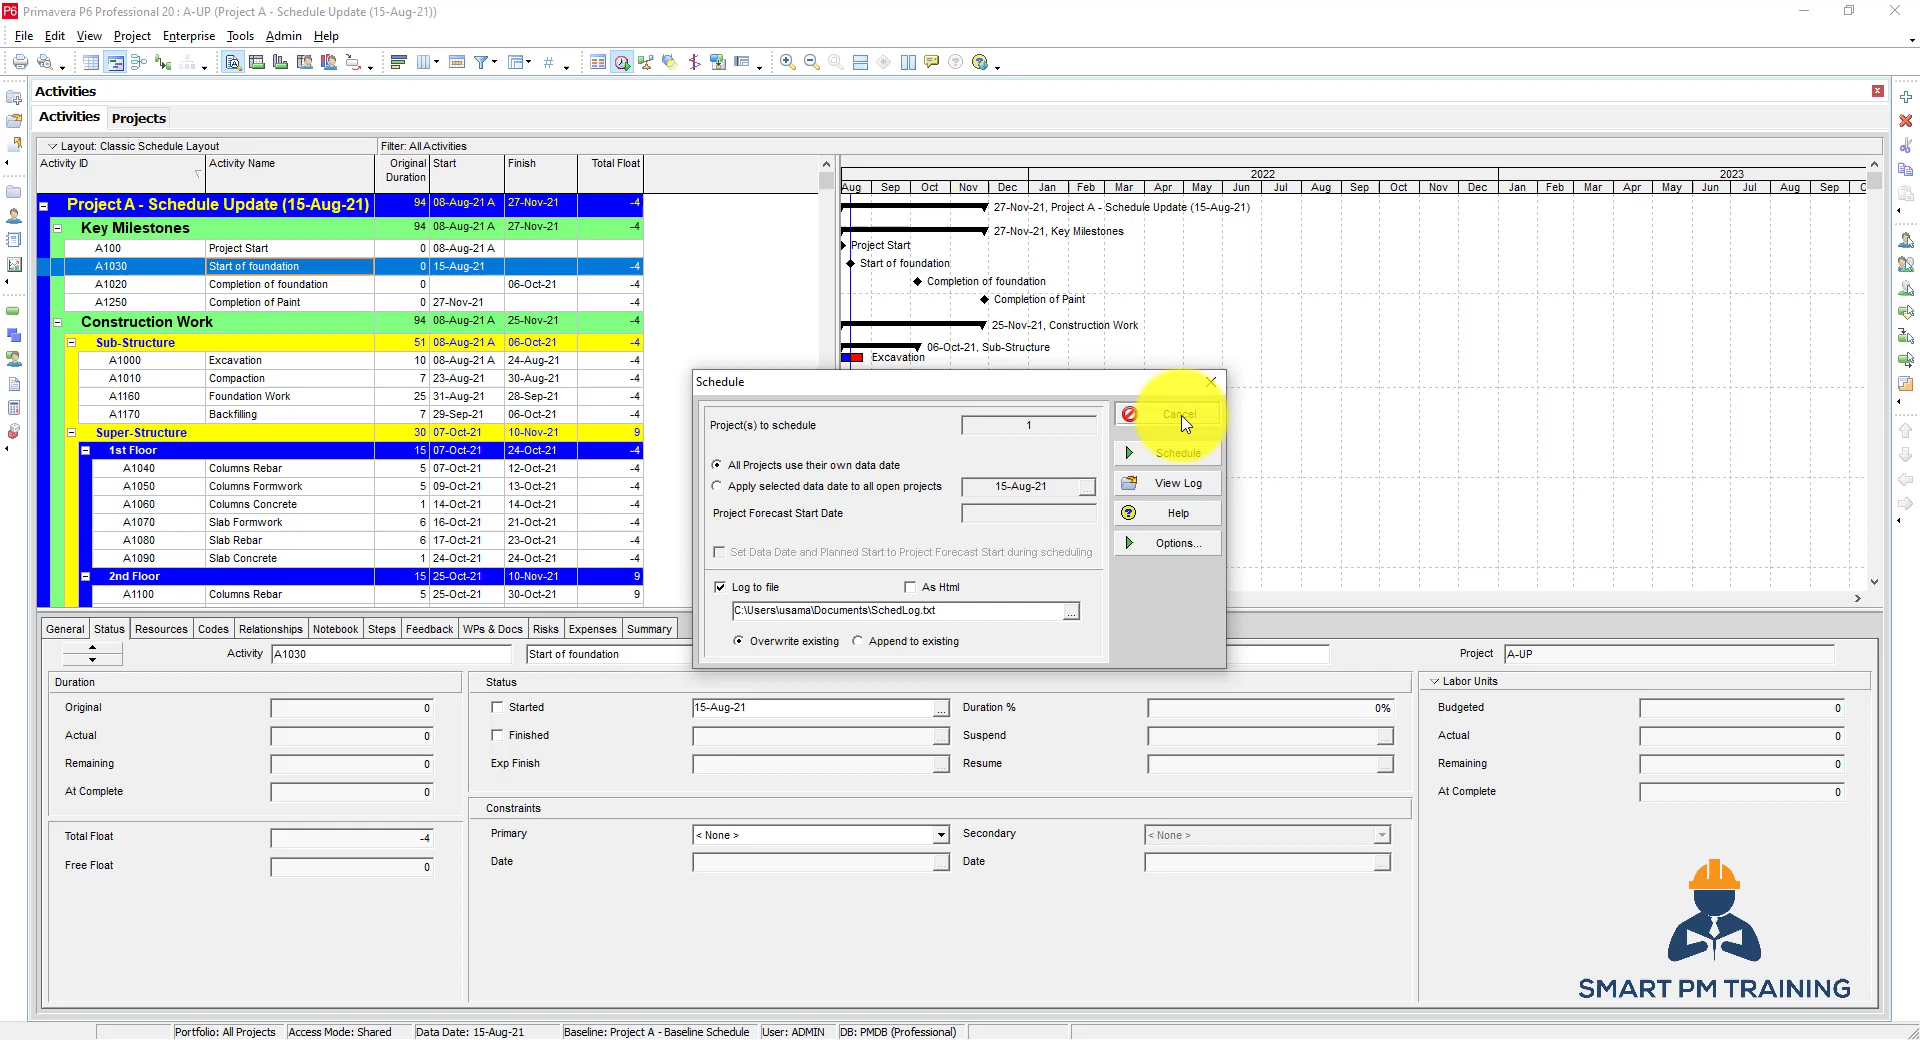 P6 Primavera P6 Professional 20 : A-UP (Project A - Schedule Update (15-Aug-21))
File Edit View Project Enterprise Tools Admin Help
Activities
Activities Projects
Layout: Classic Schedule Layout Filter: All Activities
Activity ID Activity Name Original Duration Start Finish Total Float
2022 2023
Aug Sep Oct Nov Dec Jan Feb Mar Apr May Jun Jul Aug Sep Oct Nov Dec Jan Feb Mar Apr May Jun Jul Aug Sep
Project A - Schedule Update (15-Aug-21) 94 08-Aug-21 A 27-Nov-21 -4
27-Nov-21, Project A - Schedule Update (15-Aug-21)
Key Milestones 94 08-Aug-21 A 27-Nov-21 -4
27-Nov-21, Key Milestones
A100 Project Start 0 08-Aug-21 A -4
Project Start
A1030 Start of foundation 0 15-Aug-21 -4
Start of foundation
A1020 Completion of foundation 0 06-Oct-21 -4
Completion of foundation
A1250 Completion of Paint 0 27-Nov-21 -4
Completion of Paint
Construction Work 94 08-Aug-21 A 25-Nov-21 -4
25-Nov-21, Construction Work
Sub-Structure 51 08-Aug-21 A 06-Oct-21 -4
06-Oct-21, Sub-Structure
A1000 Excavation 10 08-Aug-21 A 24-Aug-21 -4
Excavation
A1010 Compaction 7 23-Aug-21 30-Aug-21 -4
A1160 Foundation Work 25 31-Aug-21 28-Sep-21 -4
A1170 Backfilling 7 29-Sep-21 06-Oct-21 -4
Super-Structure 30 07-Oct-21 10-Nov-21 9
1st Floor 15 07-Oct-21 24-Oct-21 -4
A1040 Columns Rebar 5 07-Oct-21 12-Oct-21 -4
A1050 Columns Formwork 5 09-Oct-21 13-Oct-21 -4
A1060 Columns Concrete 1 14-Oct-21 14-Oct-21 -4
A1070 Slab Formwork 6 16-Oct-21 21-Oct-21 -4
A1080 Slab Rebar 6 17-Oct-21 23-Oct-21 -4
A1090 Slab Concrete 1 24-Oct-21 24-Oct-21 -4
2nd Floor 15 25-Oct-21 10-Nov-21 9
A1100 Columns Rebar 5 25-Oct-21 30-Oct-21 9
Schedule
Project(s) to schedule 1
All Projects use their own data date
Apply selected data date to all open projects 15-Aug-21 ...
Project Forecast Start Date
Set Data Date and Planned Start to Project Forecast Start during scheduling
Log to file As Html
C:\Users\usama\Documents\SchedLog.txt ...
Overwrite existing Append to existing
Cancel
Schedule
View Log
Help
Options...
General Status Resources Codes Relationships Notebook Steps Feedback WPs & Docs Risks Expenses Summary
Activity A1030 Start of foundation Project A-UP
Duration
Original 0
Actual 0
Remaining 0
At Complete 0
Total Float -4
Free Float 0
Status
Started 15-Aug-21 ... Duration % 0%
Finished ... Suspend ...
Exp Finish ... Resume ...
Constraints
Primary < None > Secondary < None >
Date ... Date ...
Labor Units
Budgeted 0
Actual 0
Remaining 0
At Complete 0
SMART PM TRAINING
Portfolio: All Projects Access Mode: Shared Data Date: 15-Aug-21 Baseline: Project A - Baseline Schedule User: ADMIN DB: PMDB (Professional)